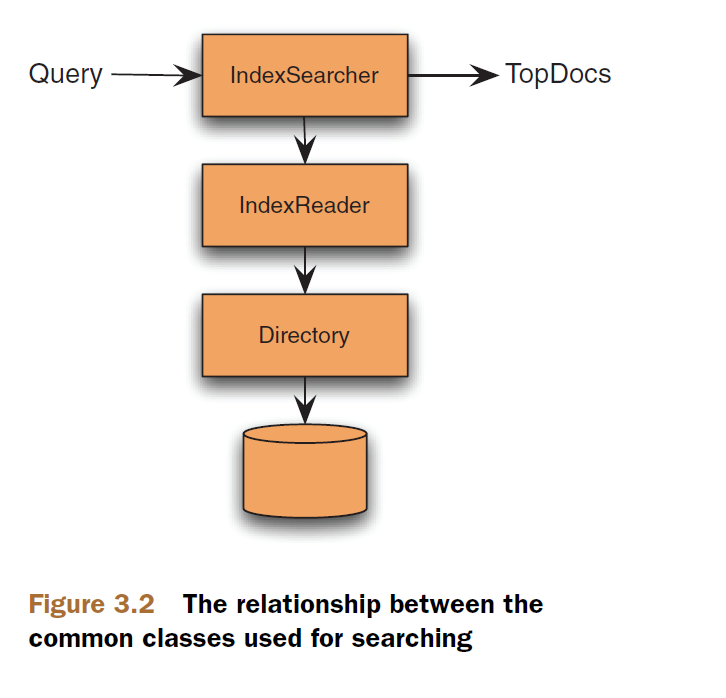 Query
IndexSearcher
TopDocs
IndexReader
Directory
Figure 3.2 The relationship between the
common classes used for searching